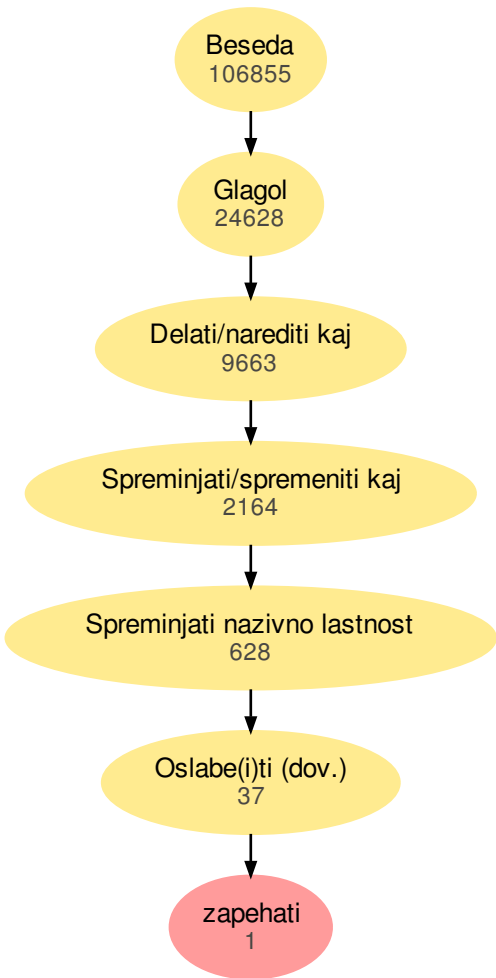 Beseda
106855
Glagol
24628
Delati/narediti kaj
9663
Spreminjati/spremeniti kaj
2164
Spreminjati nazivno lastnost
628
Oslabe(i)ti (dov.)
37
zapehati
1